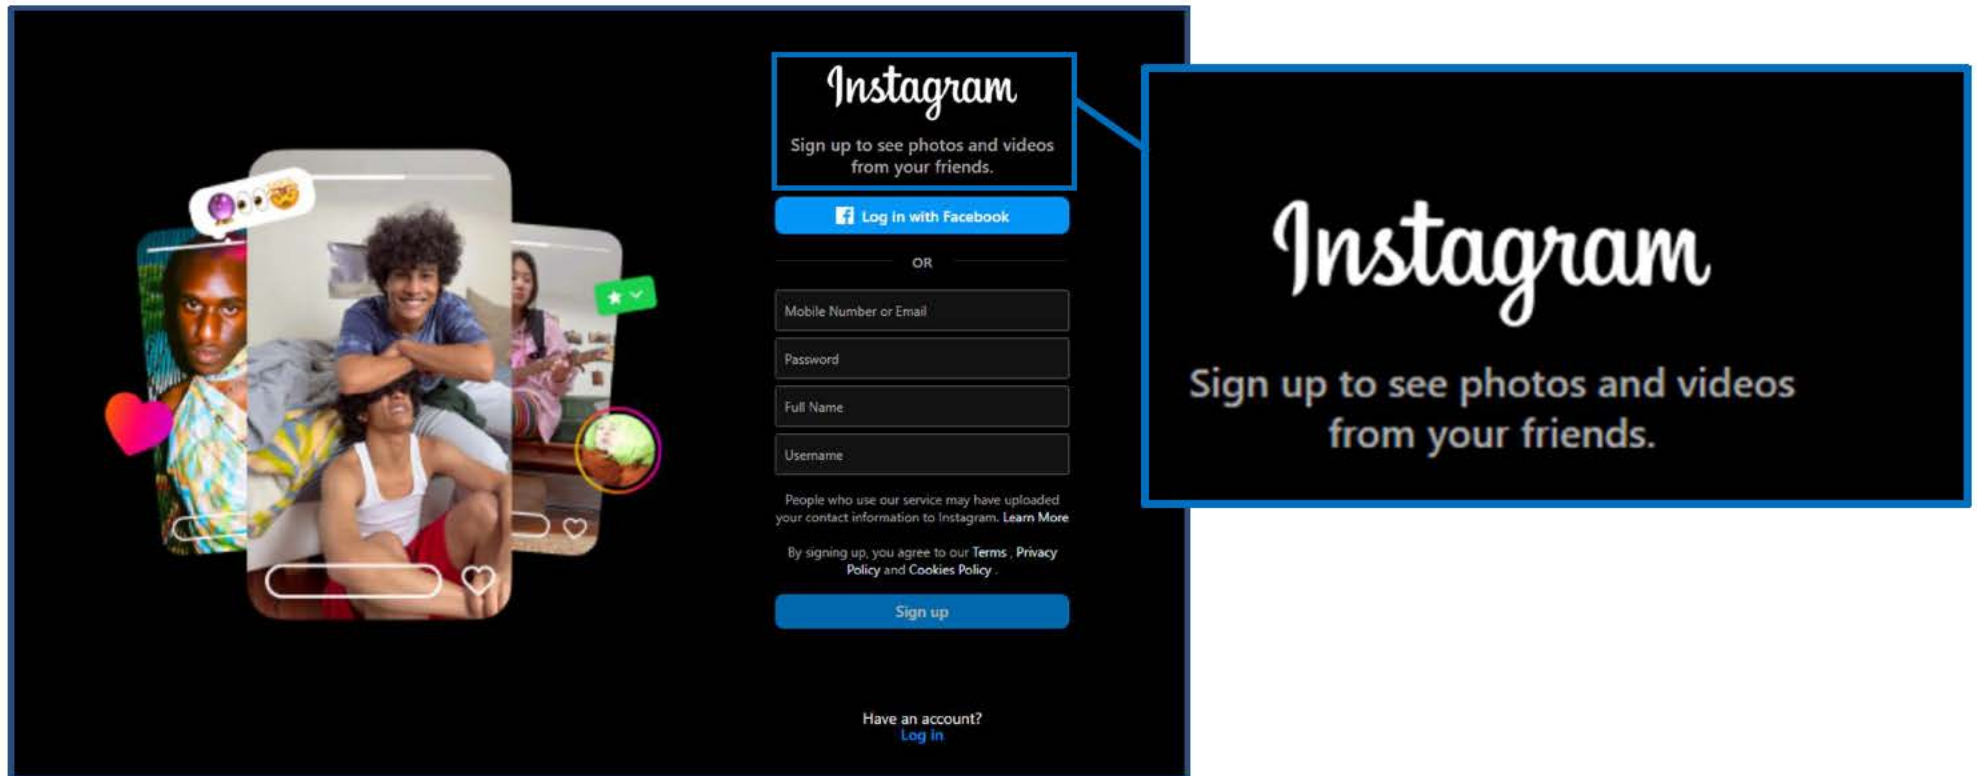 Instagram
Sign up to see photos and videos
from your friends.
Log in with Facebook
OR
Mobile Number or Email
Password
Full Name
Username
People who use our service may have uploaded
your contact information to Instagram. Learn More
By signing up, you agree to our Terms , Privacy
Policy and Cookies Policy .
Sign up
Have an account?
Log in
Instagram
Sign up to see photos and videos
from your friends.